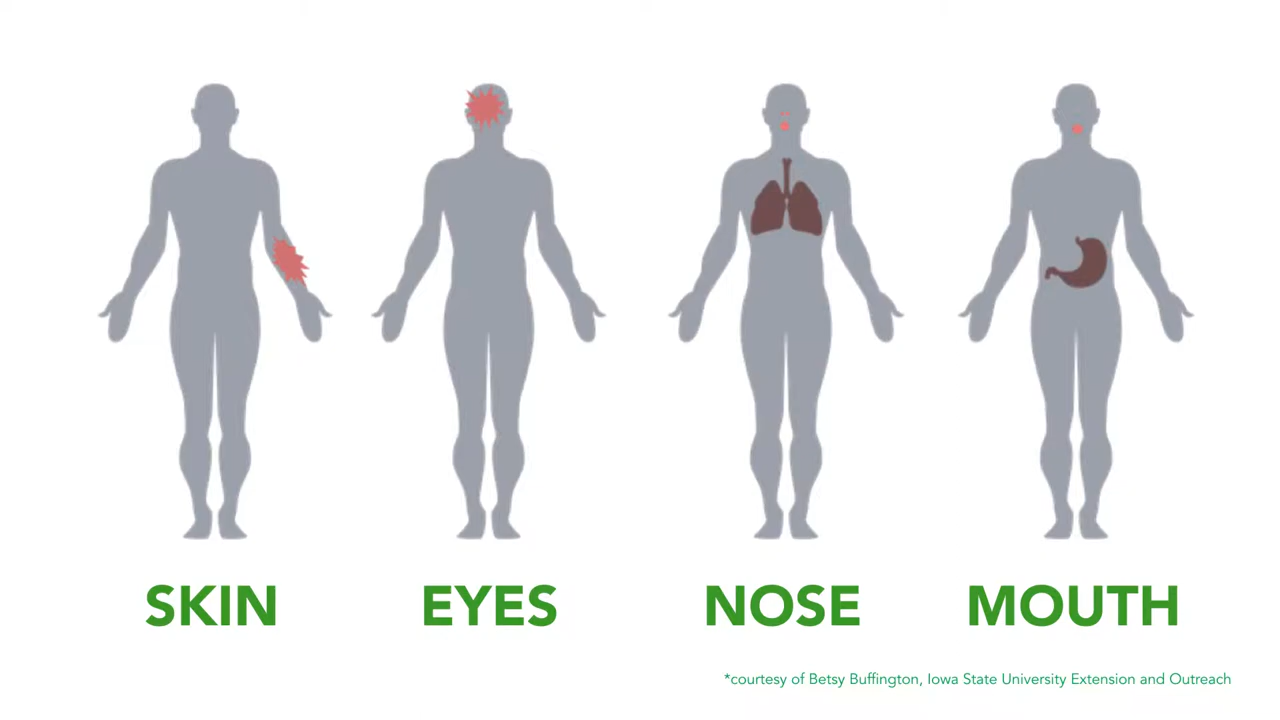 SKIN EYES NOSE MOUTH
*courtesy of Betsy Buffington, Iowa State University Extension and Outreach